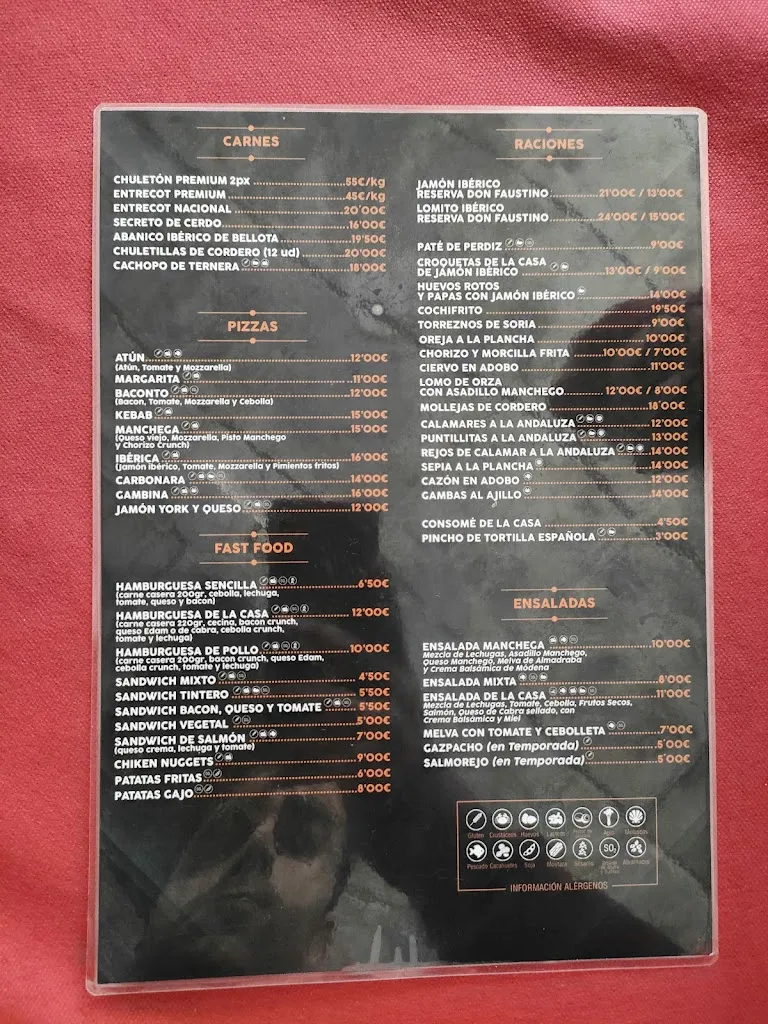 CARNES
CHULETÓN PREMIUM 2px 55€/kg
ENTRECOT PREMIUM 45€/kg
ENTRECOT NACIONAL 20'00€
SECRETO DE CERDO 16'00€
ABANICO IBÉRICO DE BELLOTA 19'50€
CHULETILLAS DE CORDERO (12 ud) 20'00€
CACHOPO DE TERNERA 18'00€
PIZZAS
ATÚN 12'00€
(Atún, Tomate y Mozzarella)
MARGARITA 11'00€
BACONTO 12'00€
(Bacon, Tomate, Mozzarella y Cebolla)
KEBAB 15'00€
MANCHEGA 15'00€
(Queso viejo, Mozzarella, Pisto Manchego
y Chorizo Crunch)
IBÉRICA 16'00€
(Jamón ibérico, Tomate, Mozzarella y Pimientos fritos)
CARBONARA 14'00€
GAMBINA 16'00€
JAMÓN YORK Y QUESO 12'00€
FAST FOOD
HAMBURGUESA SENCILLA 6'50€
(carne casera 200gr, cebolla, lechuga,
tomate, queso y bacon)
HAMBURGUESA DE LA CASA 12'00€
(carne casera 220gr, cecina, bacon crunch,
queso Edam o de cabra, cebolla crunch,
tomate y lechuga)
HAMBURGUESA DE POLLO 10'00€
(carne casera 200gr, bacon crunch, queso Edam,
cebolla crunch, tomate y lechuga)
SANDWICH MIXTO 4'50€
SANDWICH TINTERO 5'50€
SANDWICH BACON, QUESO Y TOMATE 5'50€
SANDWICH VEGETAL 5'00€
SANDWICH DE SALMÓN 7'00€
(queso crema, lechuga y tomate)
CHIKEN NUGGETS 9'00€
PATATAS FRITAS 6'00€
PATATAS GAJO 8'00€
RACIONES
JAMÓN IBÉRICO
RESERVA DON FAUSTINO 21'00€ / 13'00€
LOMITO IBÉRICO
RESERVA DON FAUSTINO 24'00€ / 15'00€
PATÉ DE PERDIZ 9'00€
CROQUETAS DE LA CASA
DE JAMÓN IBÉRICO 13'00€ / 9'00€
HUEVOS ROTOS
Y PAPAS CON JAMÓN IBÉRICO 14'00€
COCHIFRITO 19'50€
TORREZNOS DE SORIA 9'00€
OREJA A LA PLANCHA 10'00€
CHORIZO Y MORCILLA FRITA 10'00€ / 7'00€
CIERVO EN ADOBO 11'00€
LOMO DE ORZA
CON ASADILLO MANCHEGO 12'00€ / 8'00€
MOLLEJAS DE CORDERO 18'00€
CALAMARES A LA ANDALUZA 12'00€
PUNTILLITAS A LA ANDALUZA 13'00€
REJOS DE CALAMAR A LA ANDALUZA 14'00€
SEPIA A LA PLANCHA 14'00€
CAZÓN EN ADOBO 12'00€
GAMBAS AL AJILLO 14'00€
CONSOMÉ DE LA CASA 4'50€
PINCHO DE TORTILLA ESPAÑOLA 3'00€
ENSALADAS
ENSALADA MANCHEGA 10'00€
Mezcla de Lechugas, Asadillo Manchego,
Queso Manchego, Melva de Almadraba
y Crema Balsámica de Módena
ENSALADA MIXTA 8'00€
ENSALADA DE LA CASA 11'00€
Mezcla de Lechugas, Tomate, Cebolla, Frutos Secos,
Salmón, Queso de Cabra sellado, con
Crema Balsámica y Miel
MELVA CON TOMATE Y CEBOLLETA 7'00€
GAZPACHO (en Temporada) 5'00€
SALMOREJO (en Temporada) 5'00€
Gluten Crustáceos Huevos Lácteos Apio Moluscos
Pescado Cacahuetes Soja Mostaza Sésamo SO₂ Altramuces
INFORMACIÓN ALÉRGENOS